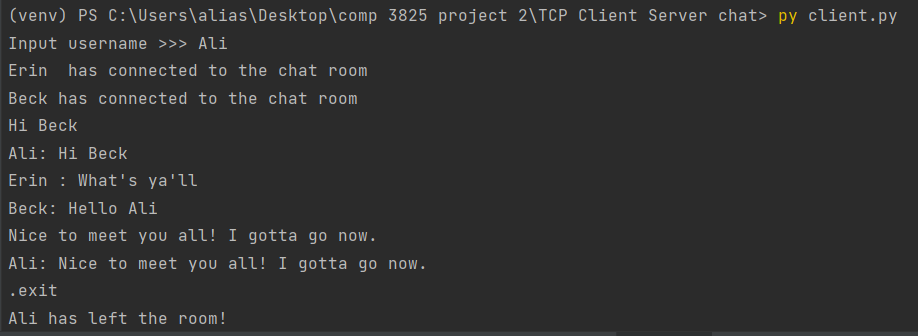 (venv) PS C:\Users\alias\Desktop\comp 3825 project 2\TCP Client Server chat> py client.py
Input username >>> Ali
Erin  has connected to the chat room
Beck has connected to the chat room
Hi Beck
Ali: Hi Beck
Erin : What's ya'll
Beck: Hello Ali
Nice to meet you all! I gotta go now.
Ali: Nice to meet you all! I gotta go now.
.exit
Ali has left the room!